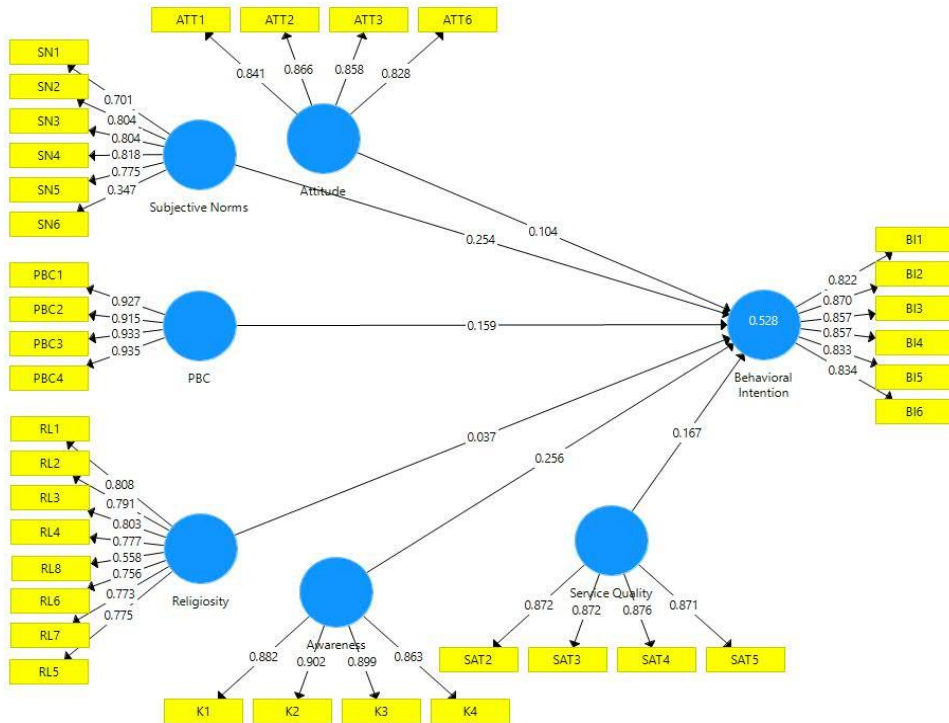 ATT1 ATT2 ATT3 ATT6
0.841 0.866 0.858 0.828
Attitude
SN1
SN2
SN3
SN4
SN5
SN6
0.701
0.804
0.804
0.818
0.775
0.347
Subjective Norms
0.104
0.254
PBC1
PBC2
PBC3
PBC4
0.927
0.915
0.933
0.935
PBC
0.159
0.528
Behavioral
Intention
BI1
BI2
BI3
BI4
BI5
BI6
0.822
0.870
0.857
0.857
0.833
0.834
RL1
RL2
RL3
RL4
RL8
RL6
RL7
RL5
0.808
0.791
0.803
0.777
0.558
0.756
0.773
0.775
Religiosity
0.037
0.256
0.167
Awareness
0.882 0.902 0.899 0.863
K1 K2 K3 K4
Service Quality
0.872 0.872 0.876 0.871
SAT2 SAT3 SAT4 SAT5